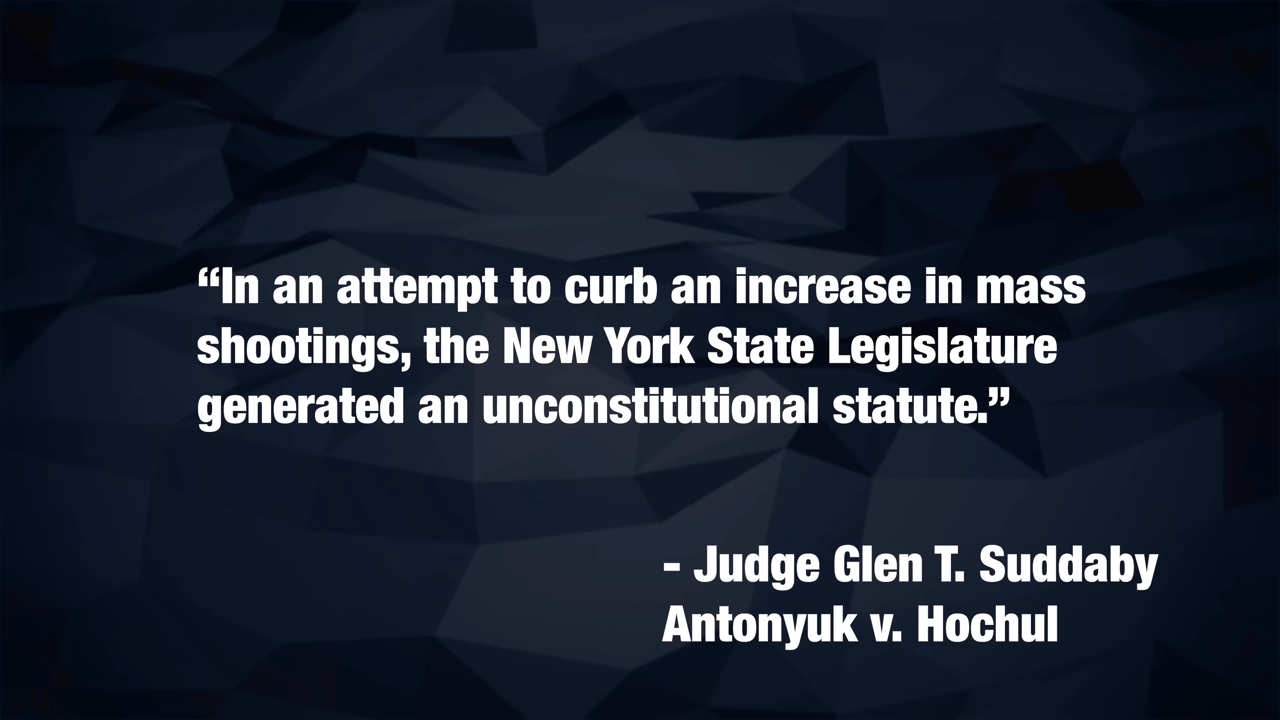 “In an attempt to curb an increase in mass
shootings, the New York State Legislature
generated an unconstitutional statute.”
- Judge Glen T. Suddaby
Antonyuk v. Hochul